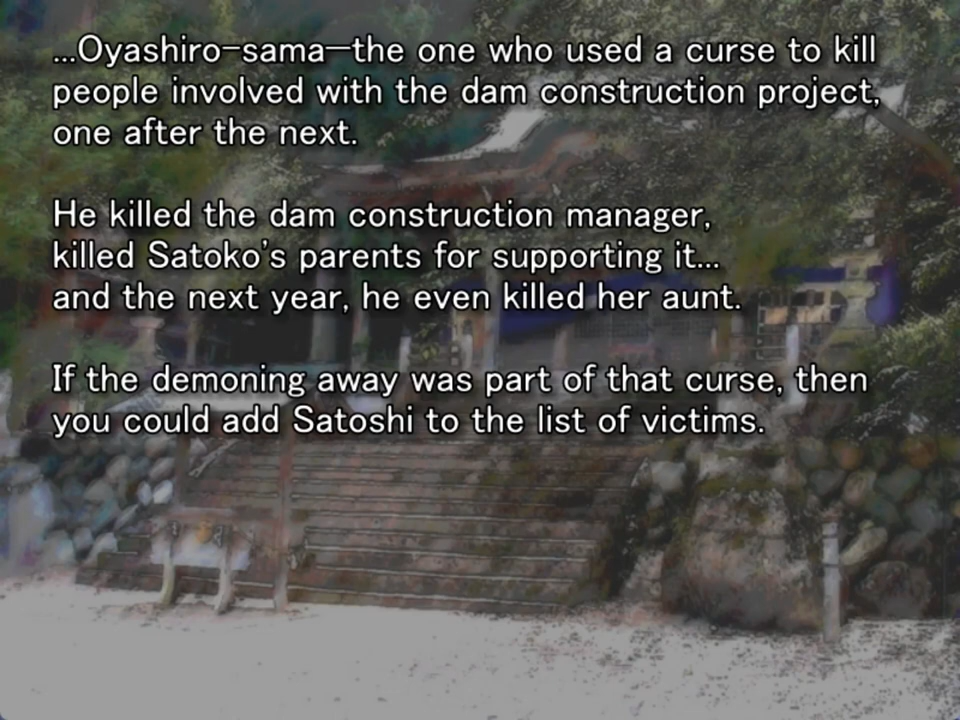 ...Oyashiro-sama—the one who used a curse to kill
people involved with the dam construction project,
one after the next.
He killed the dam construction manager,
killed Satoko's parents for supporting it...
and the next year, he even killed her aunt.
If the demoning away was part of that curse, then
you could add Satoshi to the list of victims.